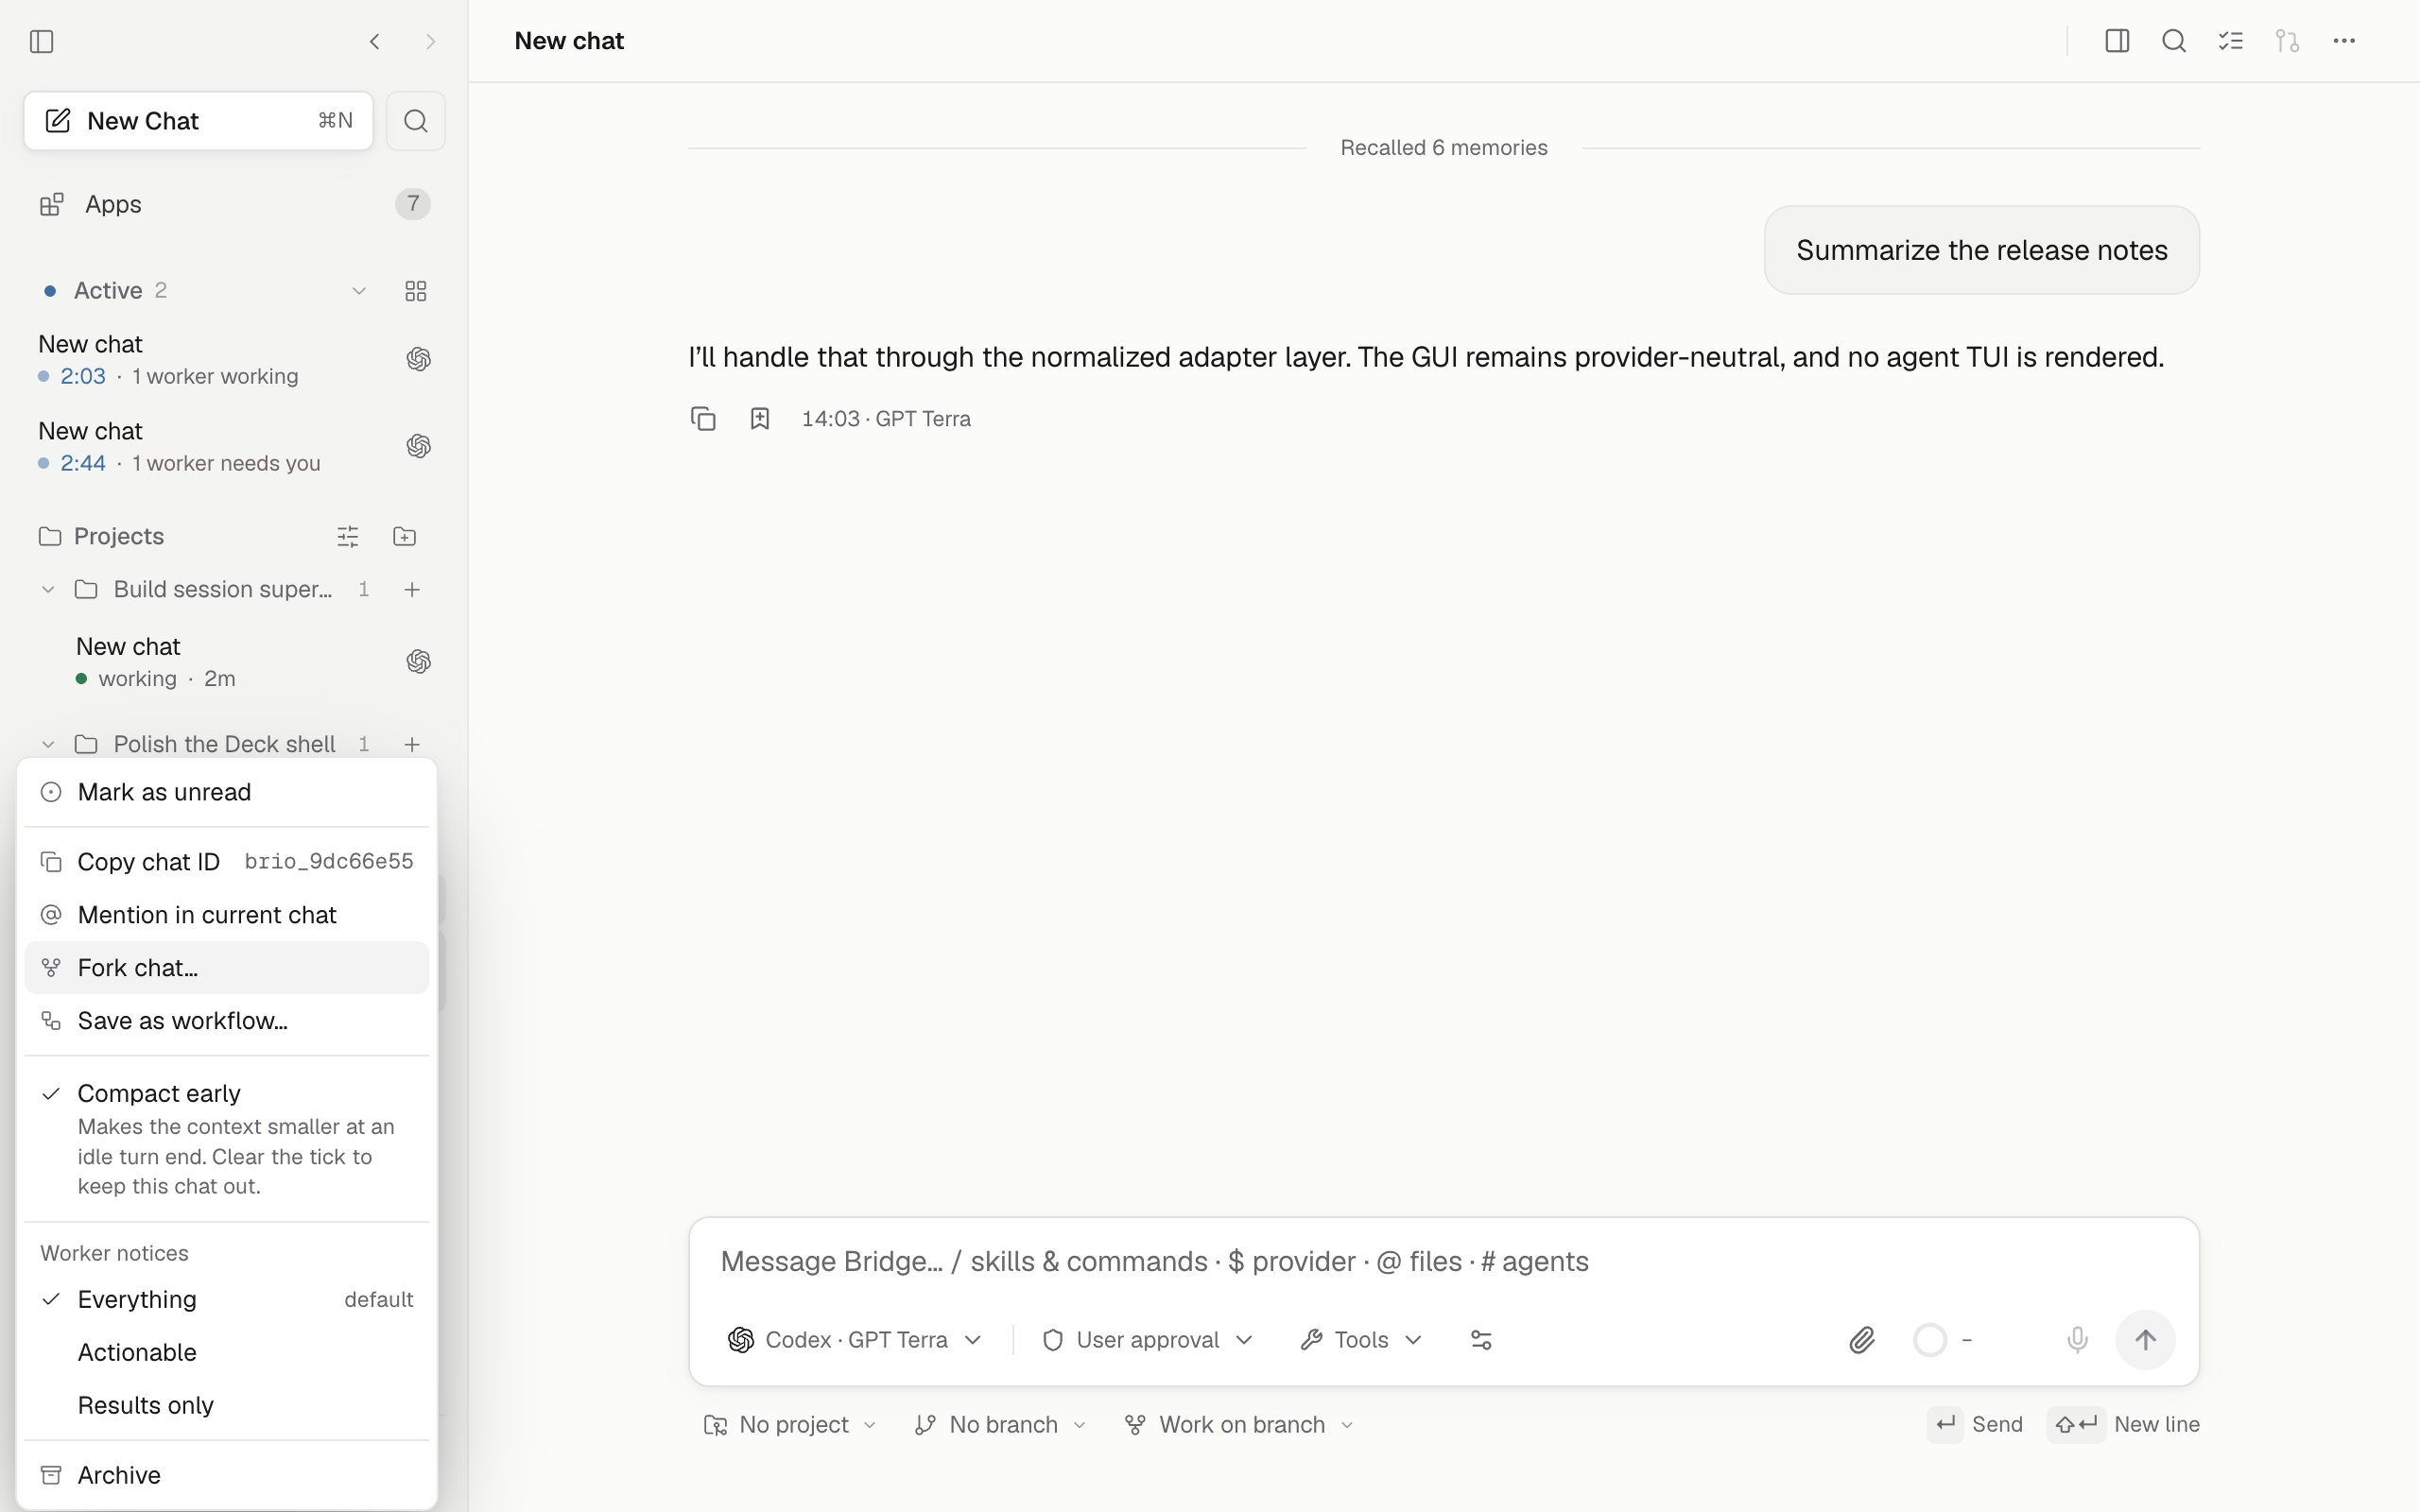 New chat
New Chat ⌘N
Apps 7
Active 2
New chat
2:03 · 1 worker working
New chat
2:44 · 1 worker needs you
Projects
Build session super... 1
New chat
working · 2m
Polish the Deck shell 1
Mark as unread
Copy chat ID brio_9dc66e55
Mention in current chat
Fork chat...
Save as workflow...
Compact early
Makes the context smaller at an
idle turn end. Clear the tick to
keep this chat out.
Worker notices
Everything default
Actionable
Results only
Archive
Recalled 6 memories
Summarize the release notes
I’ll handle that through the normalized adapter layer. The GUI remains provider-neutral, and no agent TUI is rendered.
14:03 · GPT Terra
Message Bridge... / skills & commands · $ provider · @ files · # agents
Codex · GPT Terra User approval Tools –
No project No branch Work on branch Send New line